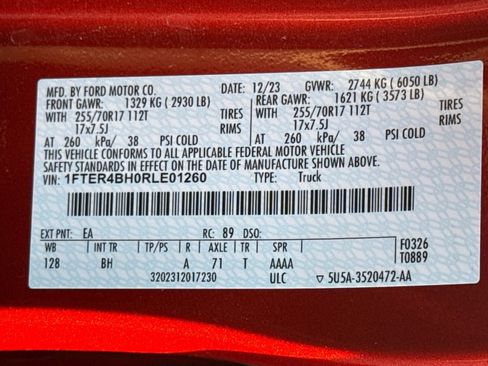 MFD. BY FORD MOTOR CO. DATE: 12/23 GVWR: 2744 KG (6050 LB)
FRONT GAWR: 1329 KG (2930 LB) REAR GAWR: 1621 KG (3573 LB)
WITH 255/70R17 112T TIRES WITH 255/70R17 112T TIRES
17x7.5J RIMS 17x7.5J RIMS
AT 260 kPa/ 38 PSI COLD AT 260 kPa/ 38 PSI COLD
THIS VEHICLE CONFORMS TO ALL APPLICABLE FEDERAL MOTOR VEHICLE
SAFETY STANDARDS IN EFFECT ON THE DATE OF MANUFACTURE SHOWN ABOVE.
VIN: 1FTER4BH0RLE01260 TYPE: Truck
EXT PNT: EA RC: 89 DSO:
WB INT TR TP/PS R AXLE TR SPR F0326
128 BH A 71 T AAAA T0889
3202312017230 ULC 5U5A-3520472-AA